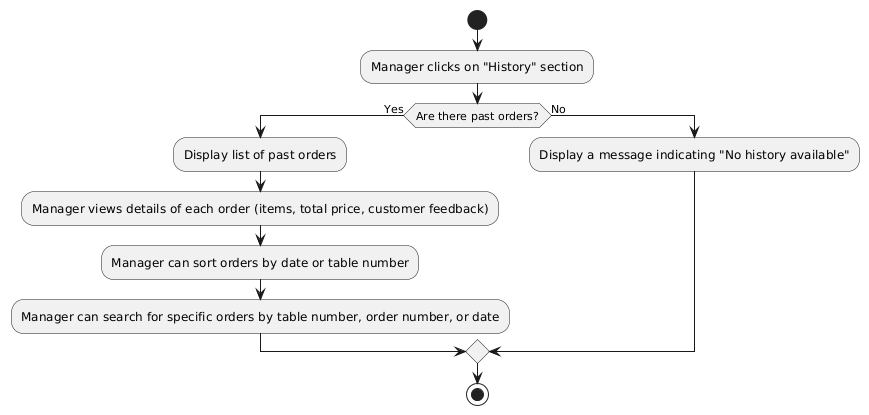 Manager clicks on "History" section
Are there past orders?
Yes
No
Display list of past orders
Display a message indicating "No history available"
Manager views details of each order (items, total price, customer feedback)
Manager can sort orders by date or table number
Manager can search for specific orders by table number, order number, or date